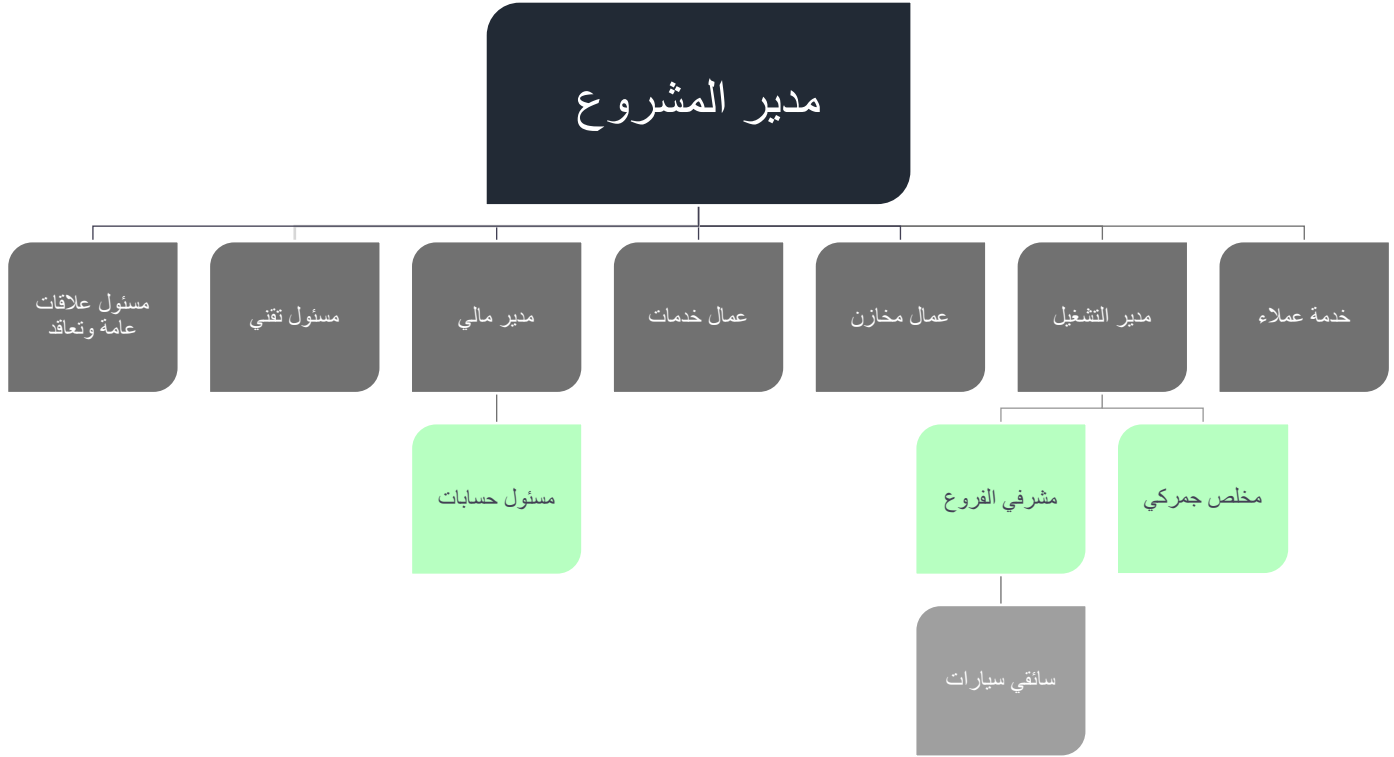 مدير المشروع
خدمة عملاء
مدير التشغيل
عمال مخازن
عمال خدمات
مدير مالي
مسئول تقني
مسئول علاقات
عامة وتعاقد
مخلص جمركي
مشرفي الفروع
مسئول حسابات
سائقي سيارات